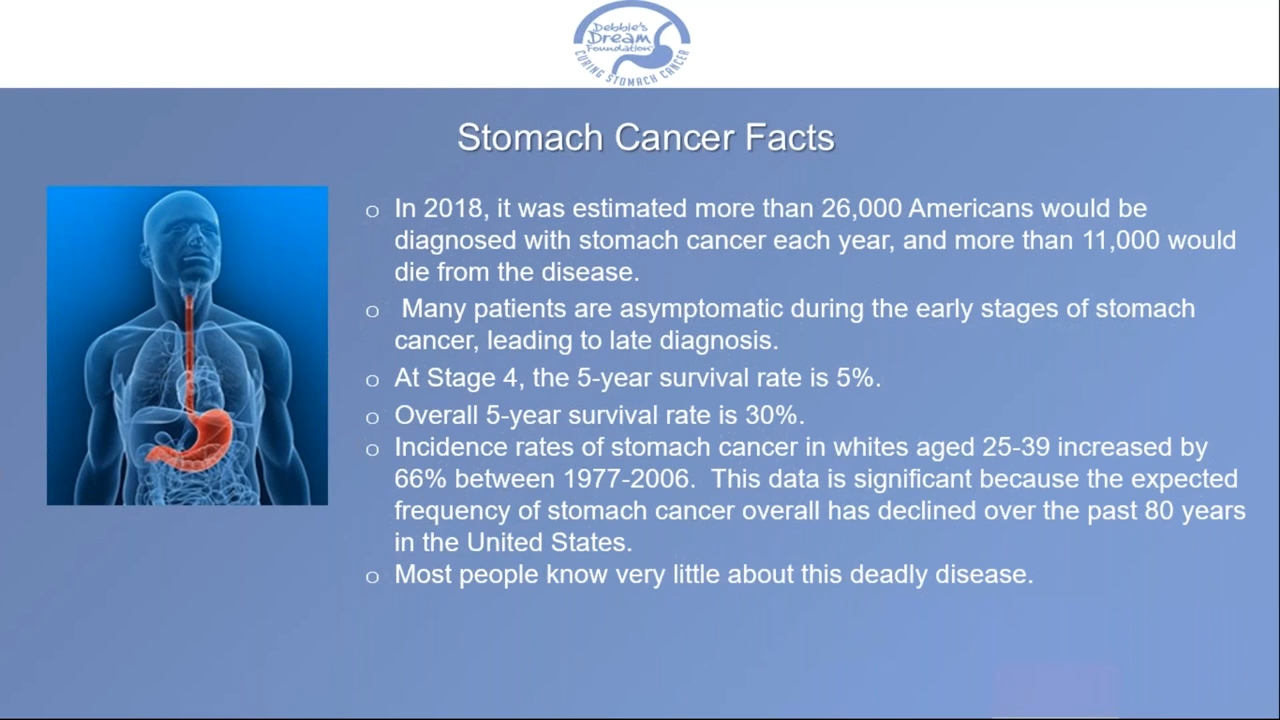 Debbie's
Dream
Foundation
CURING STOMACH CANCER
Stomach Cancer Facts
o In 2018, it was estimated more than 26,000 Americans would be
diagnosed with stomach cancer each year, and more than 11,000 would
die from the disease.
o Many patients are asymptomatic during the early stages of stomach
cancer, leading to late diagnosis.
o At Stage 4, the 5-year survival rate is 5%.
o Overall 5-year survival rate is 30%.
o Incidence rates of stomach cancer in whites aged 25-39 increased by
66% between 1977-2006. This data is significant because the expected
frequency of stomach cancer overall has declined over the past 80 years
in the United States.
o Most people know very little about this deadly disease.